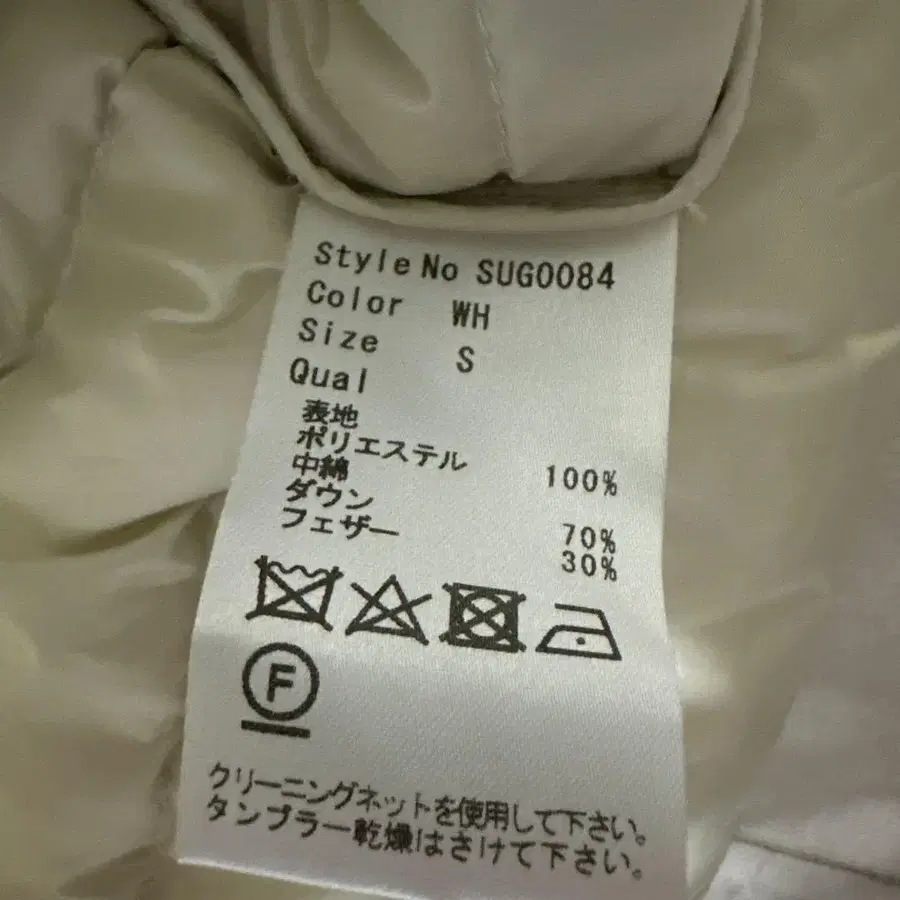 Style No SUG0084
Color WH
Size S
Qual
表地
ポリエステル 100%
中綿
ダウン 70%
フェザー 30%
F
クリーニングネットを使用して下さい。
タンブラー乾燥はさけて下さい。